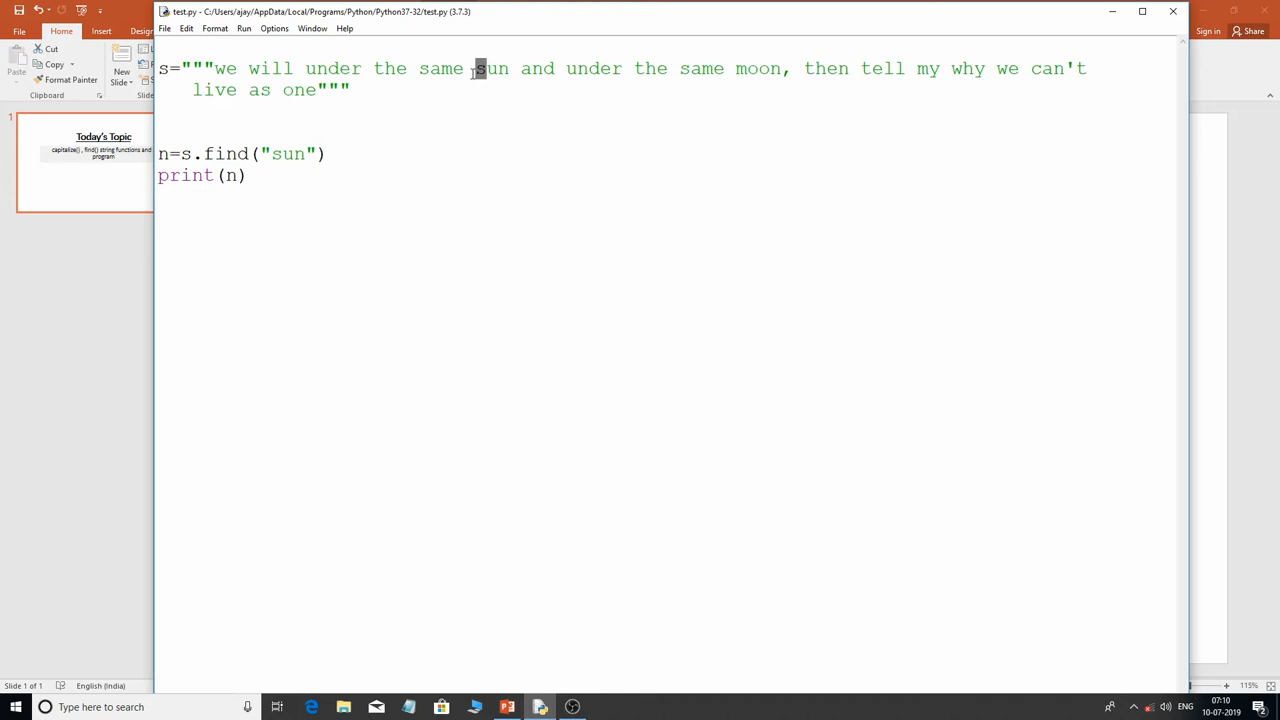 test.py - C:/Users/ajay/AppData/Local/Programs/Python/Python37-32/test.py (3.7.3)
Sign in
Share
File
Home
Insert
Design
File
Edit
Format
Run
Options
Window
Help
Cut
Copy
Format Painter
New
Slide
Clipboard
s="""we will under the same sun and under the same moon, then tell my why we can't
live as one"""
n=s.find("sun")
print(n)
1
Today's Topic
capitalize() , find() string functions and
program
Slide 1 of 1
English (India)
115%
Type here to search
ENG
07:10
10-07-2019
2